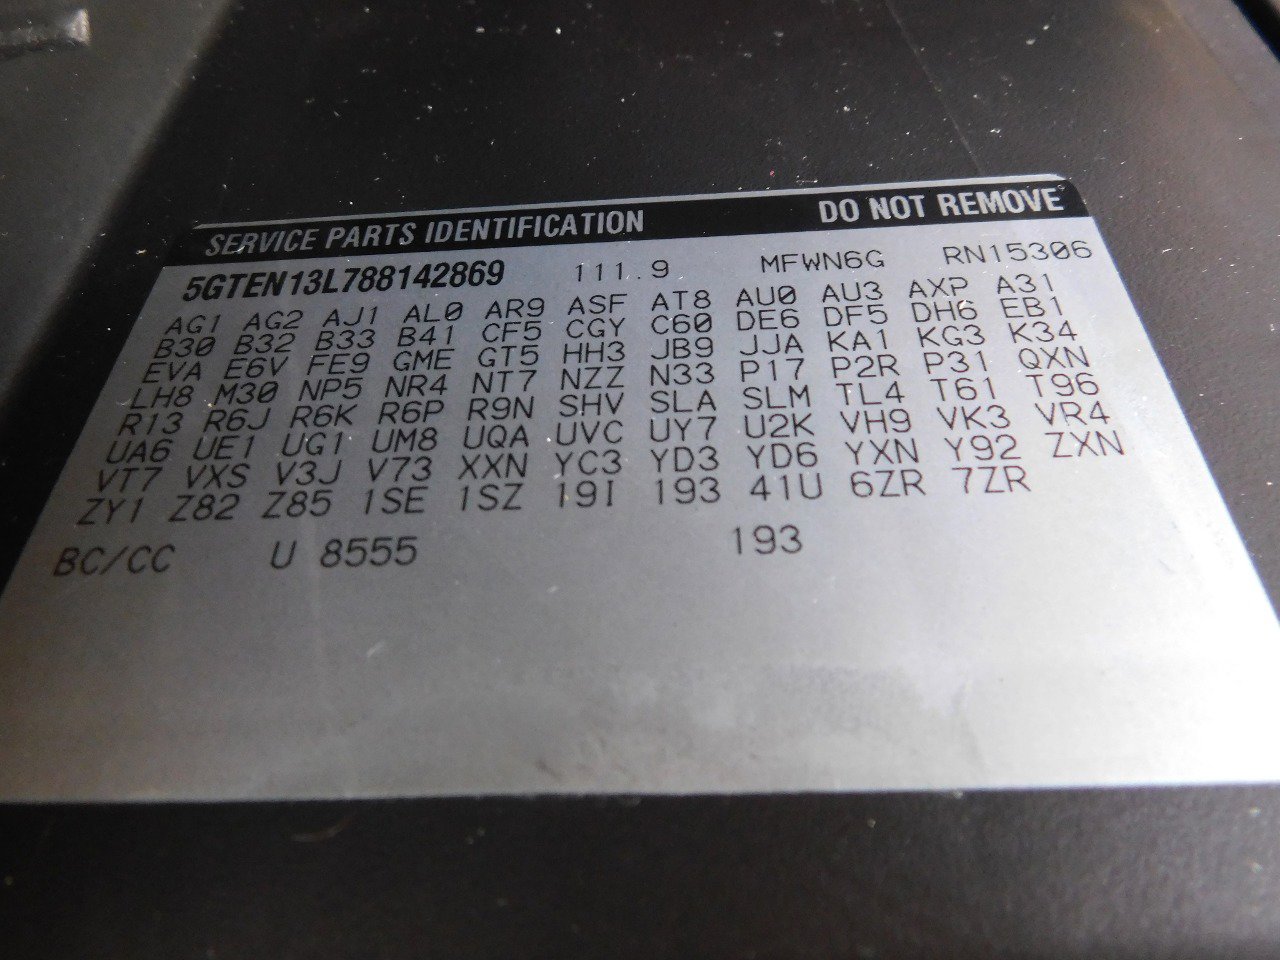 SERVICE PARTS IDENTIFICATION DO NOT REMOVE
5GTEN13L788142869 111.9 MFWN6G RN15306
AG1 AG2 AJ1 AL0 AR9 ASF AT8 AU0 AU3 AXP A31
B30 B32 B33 B41 CF5 CGY C60 DE6 DF5 DH6 EB1
EVA E6V FE9 GME GT5 HH3 JB9 JJA KA1 KG3 K34
LH8 M30 NP5 NR4 NT7 NZZ N33 P17 P2R P31 QXN
R13 R6J R6K R6P R9N SHV SLA SLM TL4 T61 T96
UA6 UE1 UG1 UM8 UQA UVC UY7 U2K VH9 VK3 VR4
VT7 VXS V3J V73 XXN YC3 YD3 YD6 YXN Y92 ZXN
ZY1 Z82 Z85 1SE 1SZ 19I 193 41U 6ZR 7ZR
BC/CC U 8555 193